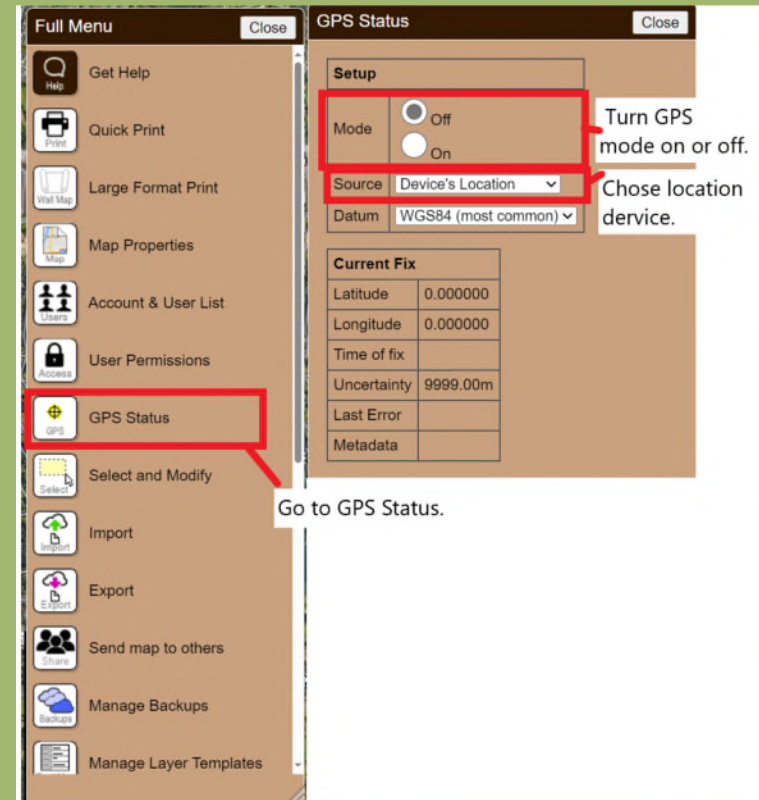 Full Menu
Close
Help
Get Help
Print
Quick Print
Wall Map
Large Format Print
Map
Map Properties
Users
Account & User List
Access
User Permissions
GPS
GPS Status
Select
Select and Modify
Import
Import
Export
Export
Share
Send map to others
Backups
Manage Backups
Manage Layer Templates
GPS Status
Close
Setup
Mode
Off
On
Source
Device's Location
Datum
WGS84 (most common)
Current Fix
Latitude 0.000000
Longitude 0.000000
Time of fix
Uncertainty 9999.00m
Last Error
Metadata
Turn GPS
mode on or off.
Chose location
dervice.
Go to GPS Status.